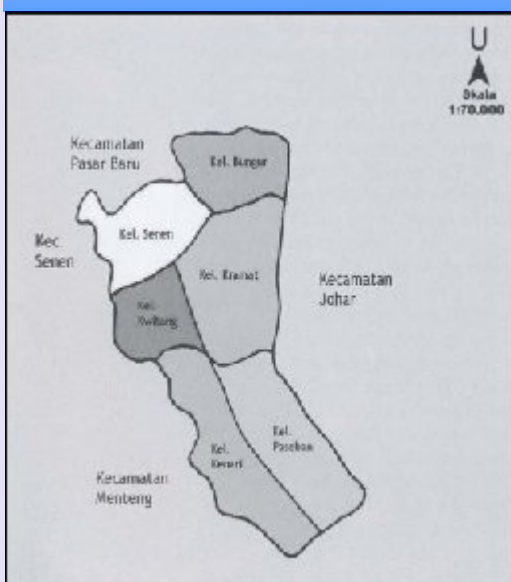 U
Skala
1:70.000
Kecamatan
Pasar Baru
Kel. Bungur
Kel. Senen
Kec
Senen
Kel. Kramat
Kecamatan
Johar
Kel.
Kwitang
Kel.
Paseban
Kel.
Kenari
Kecamatan
Menteng